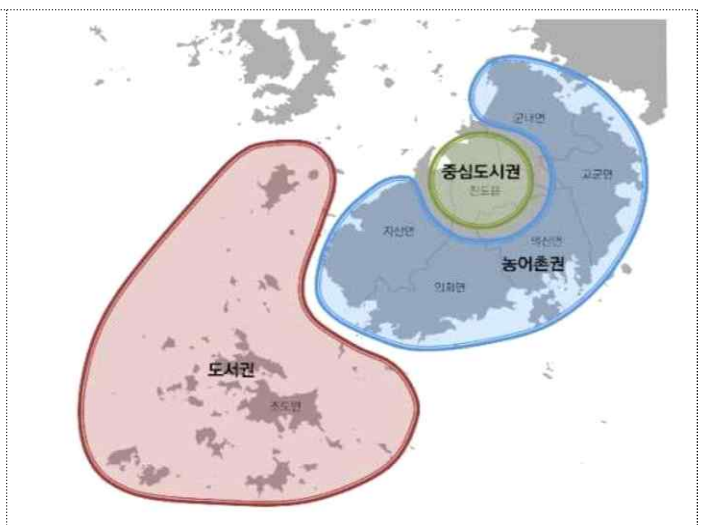 군내면
중심도시권
진도읍
고군면
지산면
의신면
농어촌권
임회면
도서권
조도면